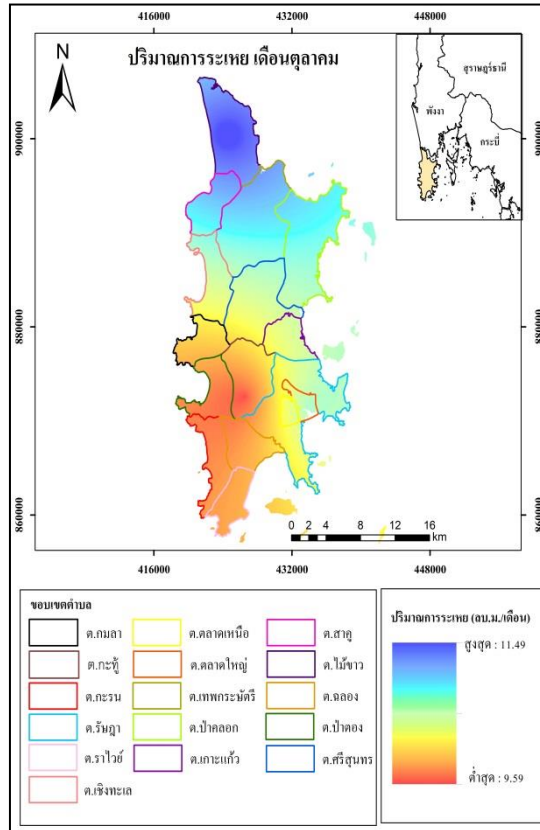 416000 432000 448000
N
ปริมาณการระเหย เดือนตุลาคม
สุราษฎร์ธานี
พังงา
กระบี่
900000 900000
880000 880000
860000 860000
0 2 4 8 12 16
km
416000 432000 448000
ขอบเขตตำบล
ต.กมลา ต.ตลาดเหนือ ต.สาคู
ต.กะทู้ ต.ตลาดใหญ่ ต.ไม้ขาว
ต.กะรน ต.เทพกระษัตรี ต.ฉลอง
ต.รัษฎา ต.ป่าคลอก ต.ป่าตอง
ต.ราไวย์ ต.เกาะแก้ว ต.ศรีสุนทร
ต.เชิงทะเล
ปริมาณการระเหย (ลบ.ม./เดือน)
สูงสุด : 11.49
ต่ำสุด : 9.59